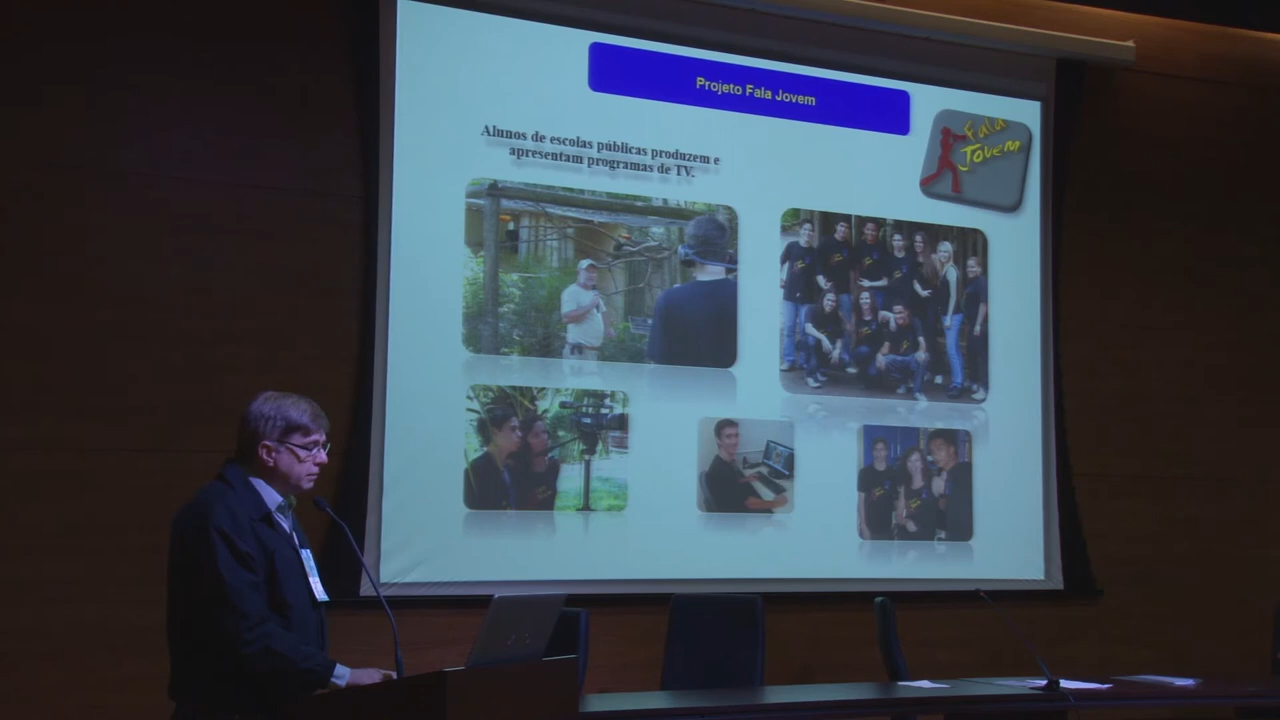 Projeto Fala Jovem
Fala
Jovem
Alunos de escolas públicas produzem e
apresentam programas de TV.